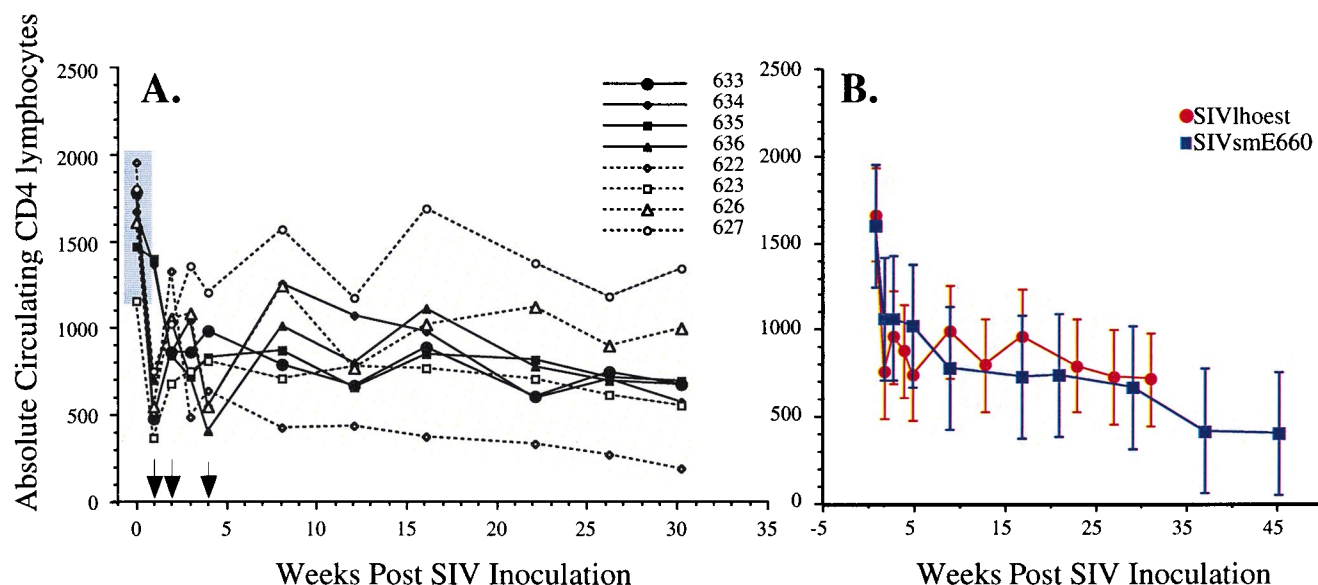 Absolute Circulating CD4 lymphocytes
A.
2500
2000
1500
1000
500
0
633
634
635
636
622
623
626
627
0 5 10 15 20 25 30 35
Weeks Post SIV Inoculation
B.
2500
2000
1500
1000
500
0
SIVlhoest
SIVsmE660
-5 5 15 25 35 45
Weeks Post SIV Inoculation